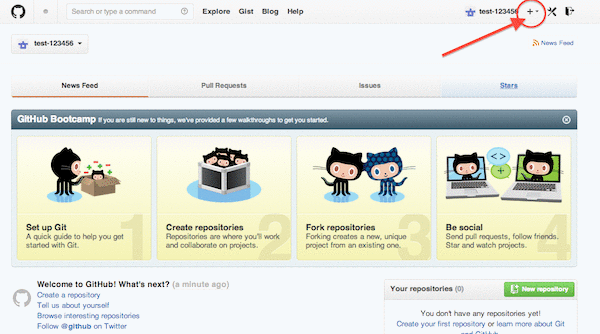 Search or type a command
Explore Gist Blog Help
test-123456
+
test-123456
News Feed
News Feed
Pull Requests
Issues
Stars
GitHub Bootcamp If you are still new to things, we've provided a few walkthroughs to get you started.
1
Set up Git
A quick guide to help you get
started with Git.
2
Create repositories
Repositories are where you'll work
and collaborate on projects.
3
Fork repositories
Forking creates a new, unique
project from an existing one.
4
Be social
Send pull requests, follow friends.
Star and watch projects.
Welcome to GitHub! What's next? (a minute ago)
Create a repository
Tell us about yourself
Browse interesting repositories
Follow @github on Twitter
Your repositories (0)
New repository
You don't have any repositories yet!
Create your first repository or learn more about Git
and GitHub.